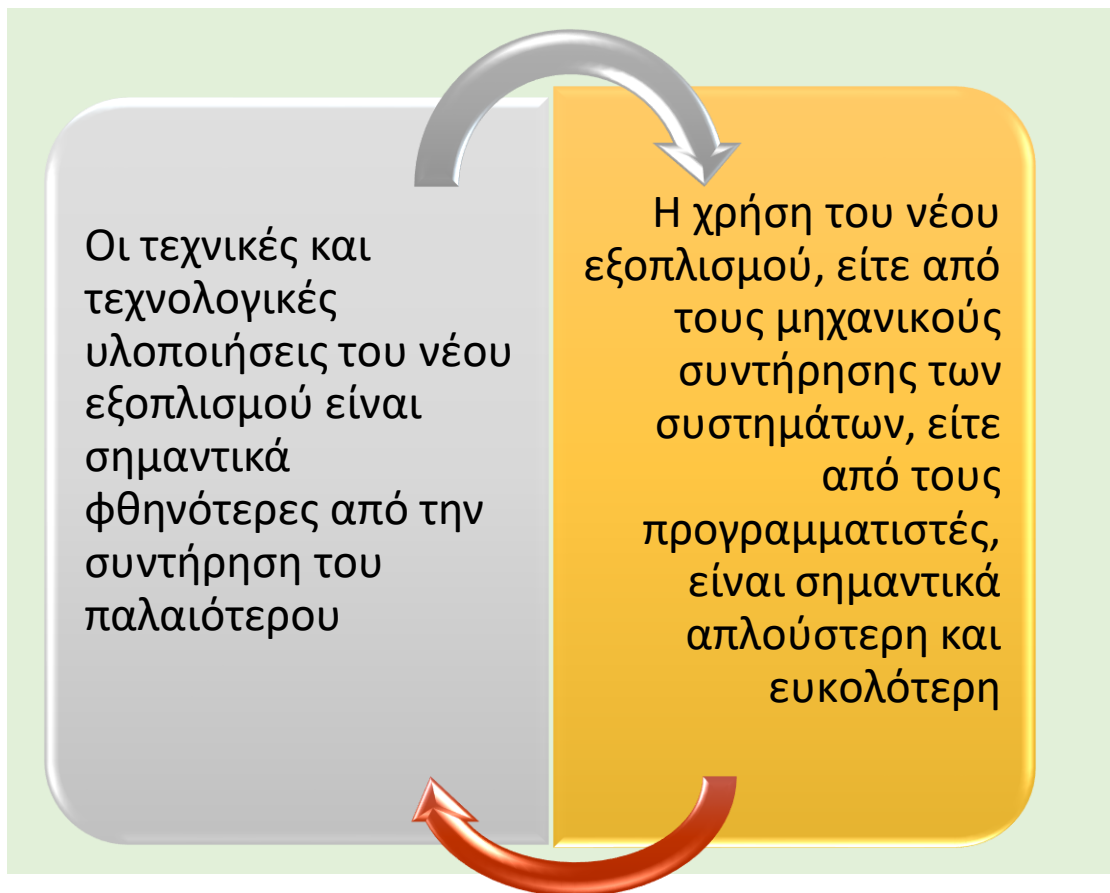 Οι τεχνικές και
τεχνολογικές
υλοποιήσεις του νέου
εξοπλισμού είναι
σημαντικά
φθηνότερες από την
συντήρηση του
παλαιότερου
Η χρήση του νέου
εξοπλισμού, είτε από
τους μηχανικούς
συντήρησης των
συστημάτων, είτε
από τους
προγραμματιστές,
είναι σημαντικά
απλούστερη και
ευκολότερη